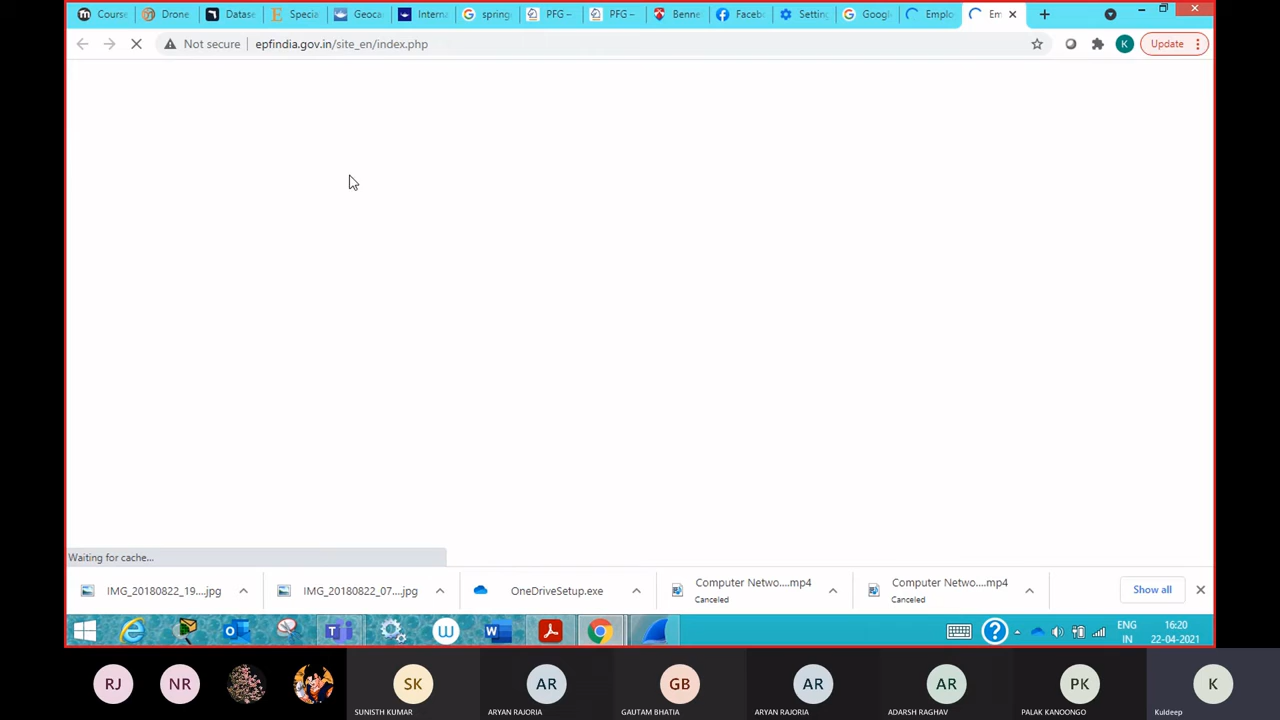 Course Drone Datase Specia Geocar Interna spring PFG – PFG – Benne Facebo Setting Google Emplo Em
Not secure epfindia.gov.in/site_en/index.php K Update
Waiting for cache...
IMG_20180822_19....jpg IMG_20180822_07....jpg OneDriveSetup.exe Computer Netwo....mp4 Canceled Computer Netwo....mp4 Canceled Show all
ENG IN 16:20 22-04-2021
RJ NR SK AR GB AR AR PK K
SUNISTH KUMAR ARYAN RAJORIA GAUTAM BHATIA ARYAN RAJORIA ADARSH RAGHAV PALAK KANOONGO Kuldeep